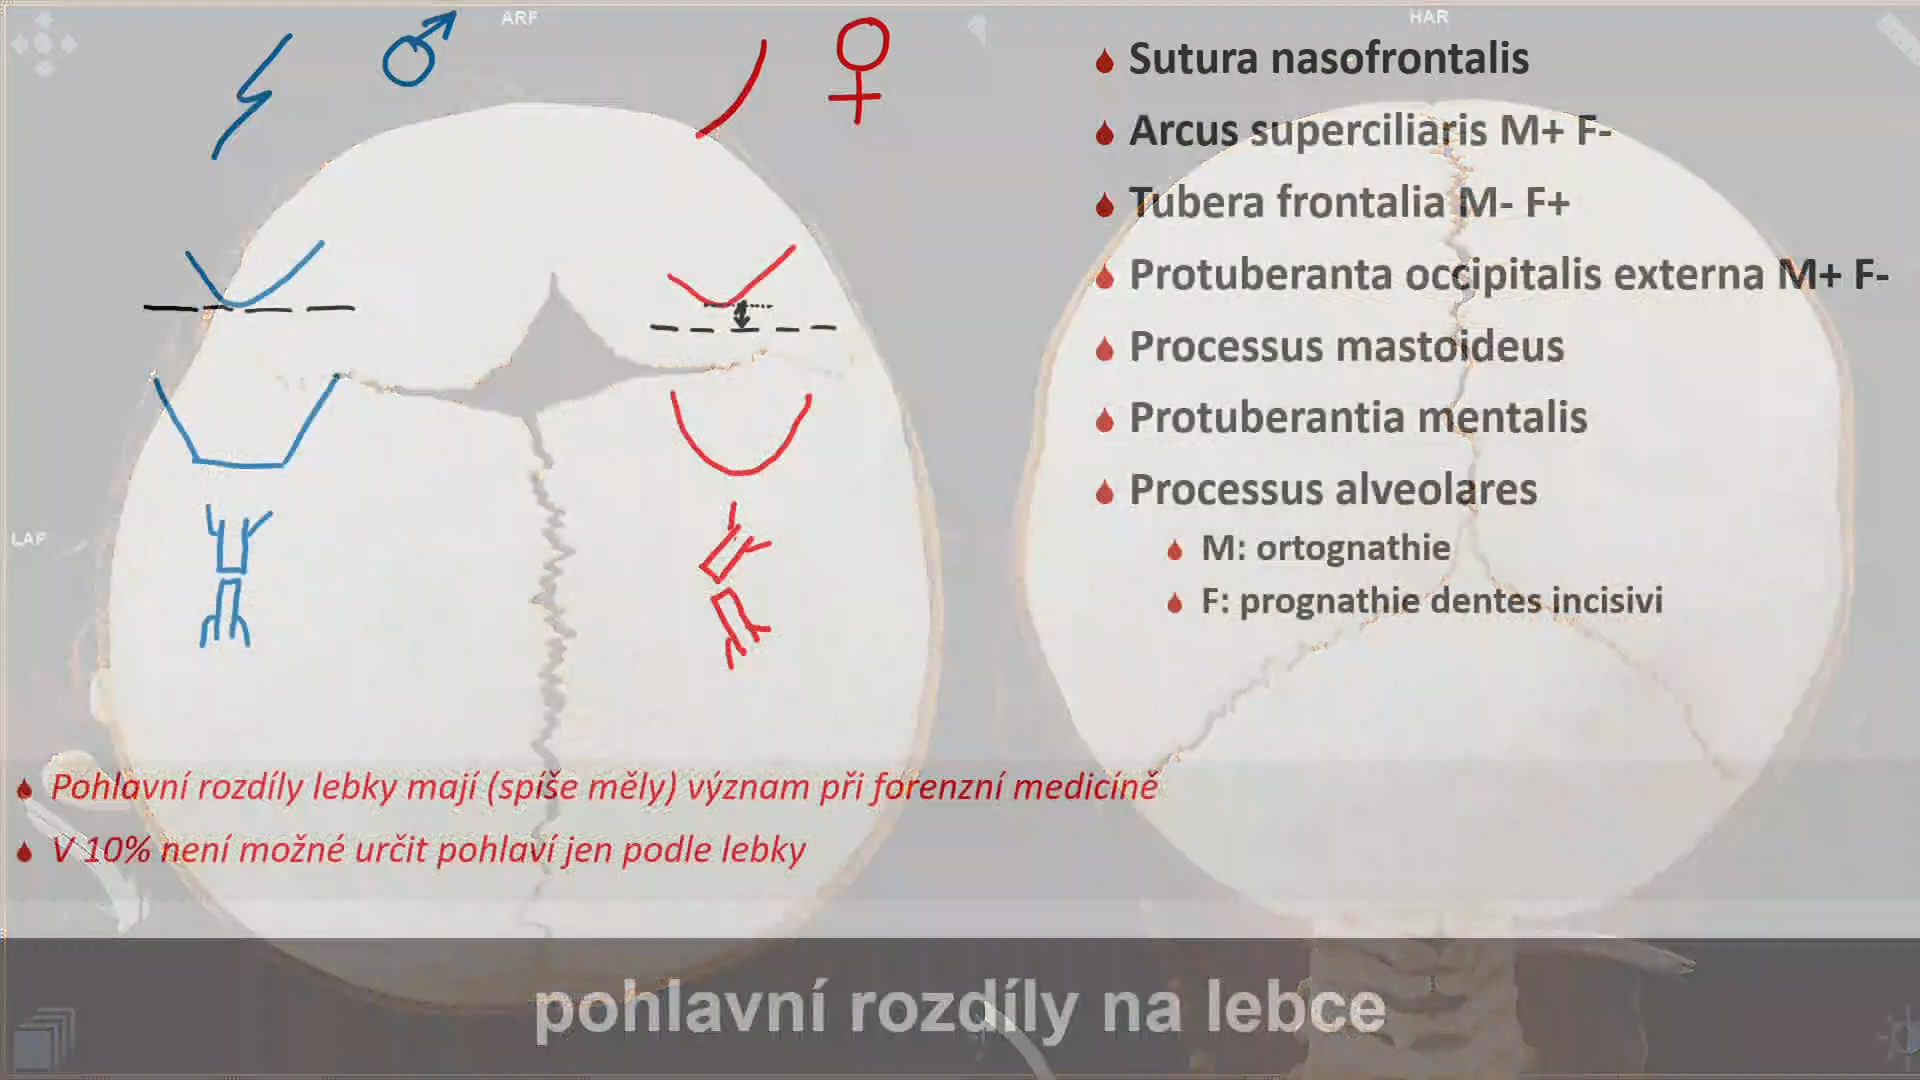 ARF
HAR
LAF
Sutura nasofrontalis
Arcus superciliaris M+ F-
Tubera frontalia M- F+
Protuberanta occipitalis externa M+ F-
Processus mastoideus
Protuberantia mentalis
Processus alveolares
M: ortognathie
F: prognathie dentes incisivi
Pohlavní rozdíly lebky mají (spíše měly) význam při forenzní medicíně
V 10% není možné určit pohlaví jen podle lebky
pohlavní rozdíly na lebce